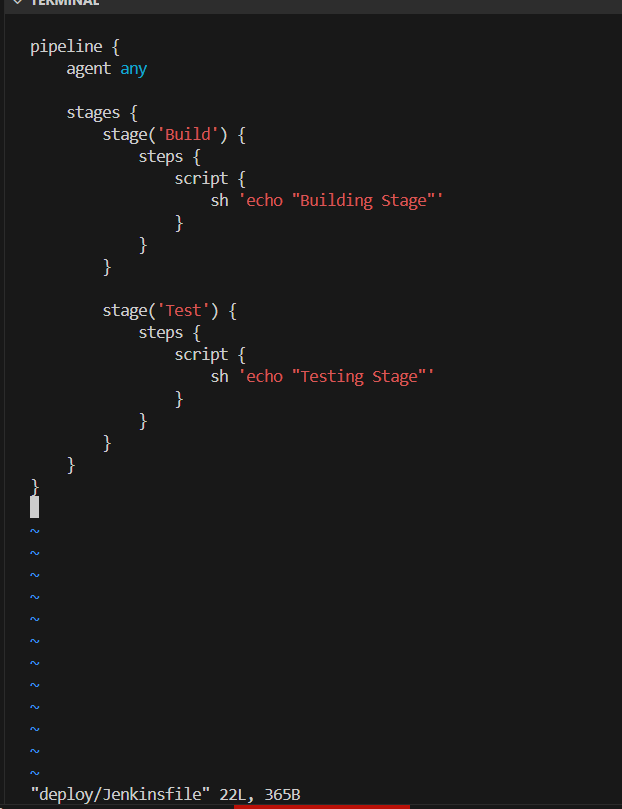 TERMINAL
pipeline {
    agent any
    stages {
        stage('Build') {
            steps {
                script {
                    sh 'echo "Building Stage"'
                }
            }
        }
        stage('Test') {
            steps {
                script {
                    sh 'echo "Testing Stage"'
                }
            }
        }
    }
}
~
~
~
~
~
~
~
~
~
~
~
~
"deploy/Jenkinsfile" 22L, 365B